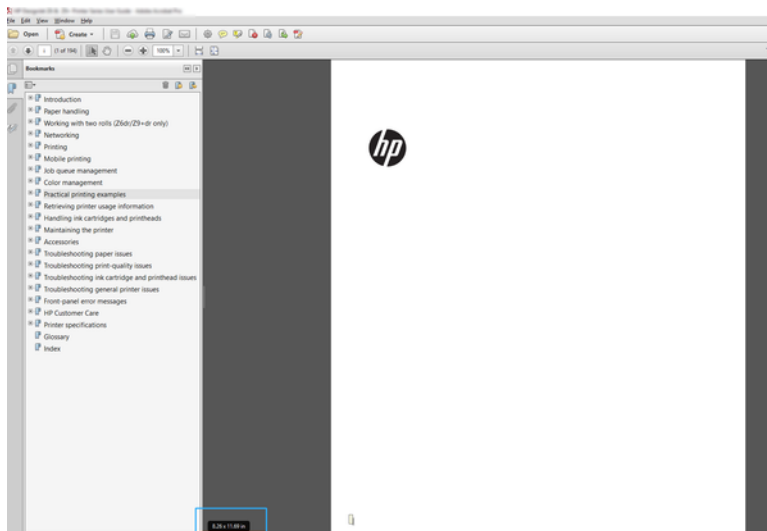 File Edit View Window Help
Open Create
1 (1 of 194) 100%
Bookmarks
Introduction
Paper handling
Working with two rolls (Z6dr/Z9+dr only)
Networking
Printing
Mobile printing
Job queue management
Color management
Practical printing examples
Retrieving printer usage information
Handling ink cartridges and printheads
Maintaining the printer
Accessories
Troubleshooting paper issues
Troubleshooting print-quality issues
Troubleshooting ink cartridge and printhead issues
Troubleshooting general printer issues
Front-panel error messages
HP Customer Care
Printer specifications
Glossary
Index
hp
8.26 x 11.69 in